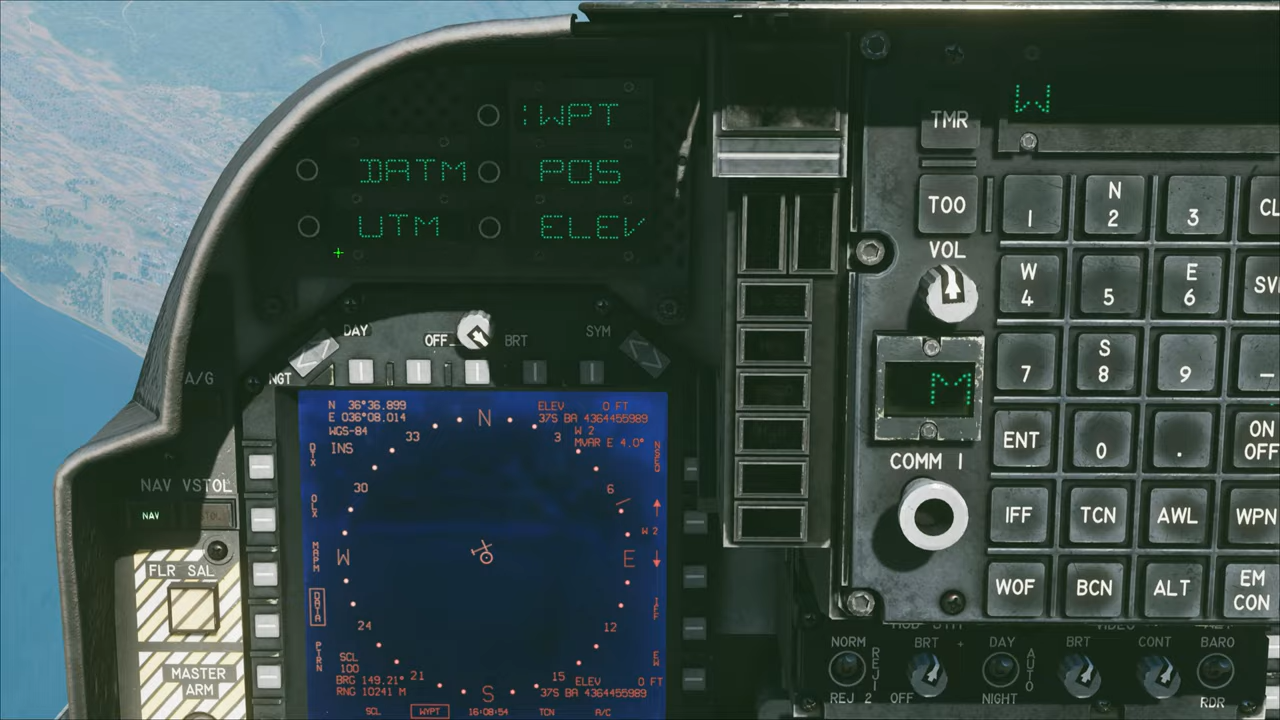 :WPT
DATM
POS
UTM
ELEV
W
TMR
TOO
VOL
1
N
2
3
W
4
5
E
6
7
S
8
9
-
ENT
0
.
ON
OFF
M
COMM 1
IFF
TCN
AWL
WOF
BCN
ALT
EM
CON
DAY
OFF
BRT
SYM
NGT
A/G
N 36°36.899
E 036°08.014
WGS-84
INS
ELEV 0 FT
37S BA 4364455989
W 2
MVAR E 4.0°
N
3
6
E
12
15
S
21
24
W
30
33
W 2
DATA
SCL
100
BRG 149.21°
RNG 10241 M
ELEV 0 FT
37S BA 4364455989
SCL
WYPT
16:08:54
TCN
A/C
NAV VSTOL
NAV
FLR SAL
MASTER
ARM
NORM
REJ 2
REJ 1
BRT
OFF
DAY
NIGHT
AUTO
BRT
CONT
BARO
RDR